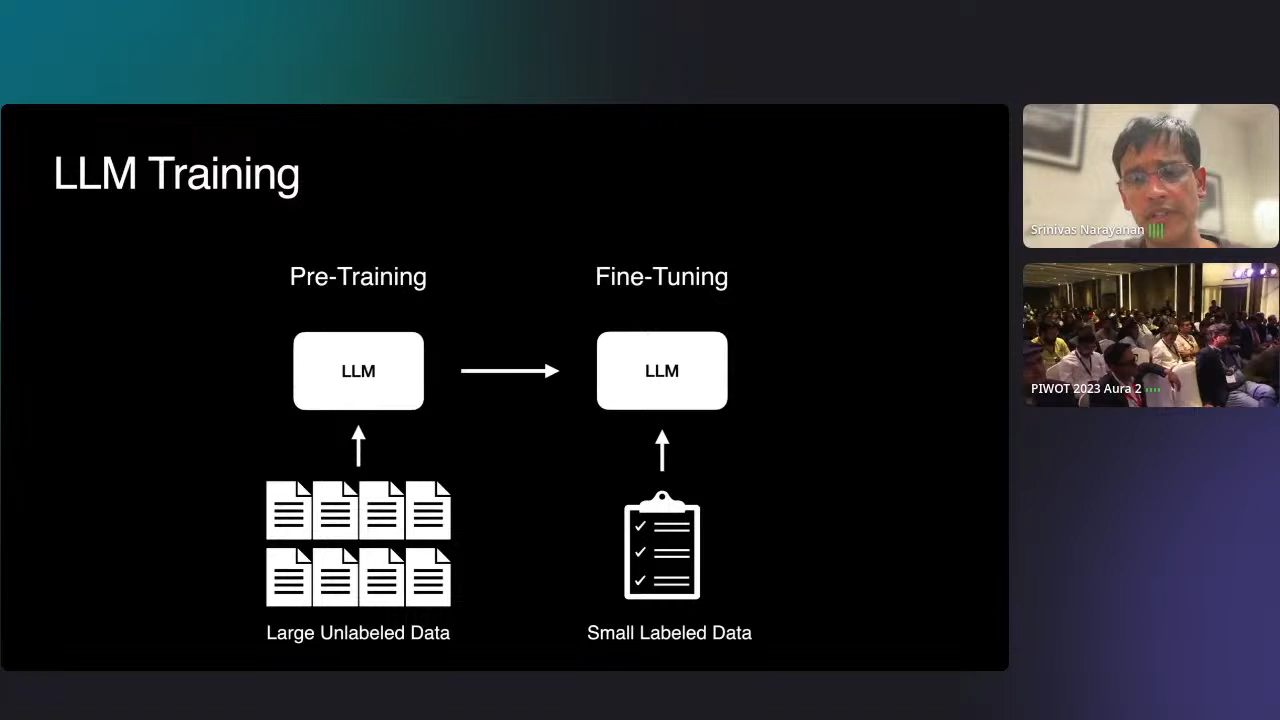 LLM Training
Pre-Training
Fine-Tuning
LLM
LLM
Large Unlabeled Data
Small Labeled Data
Srinivas Narayanan
PIWOT 2023 Aura 2